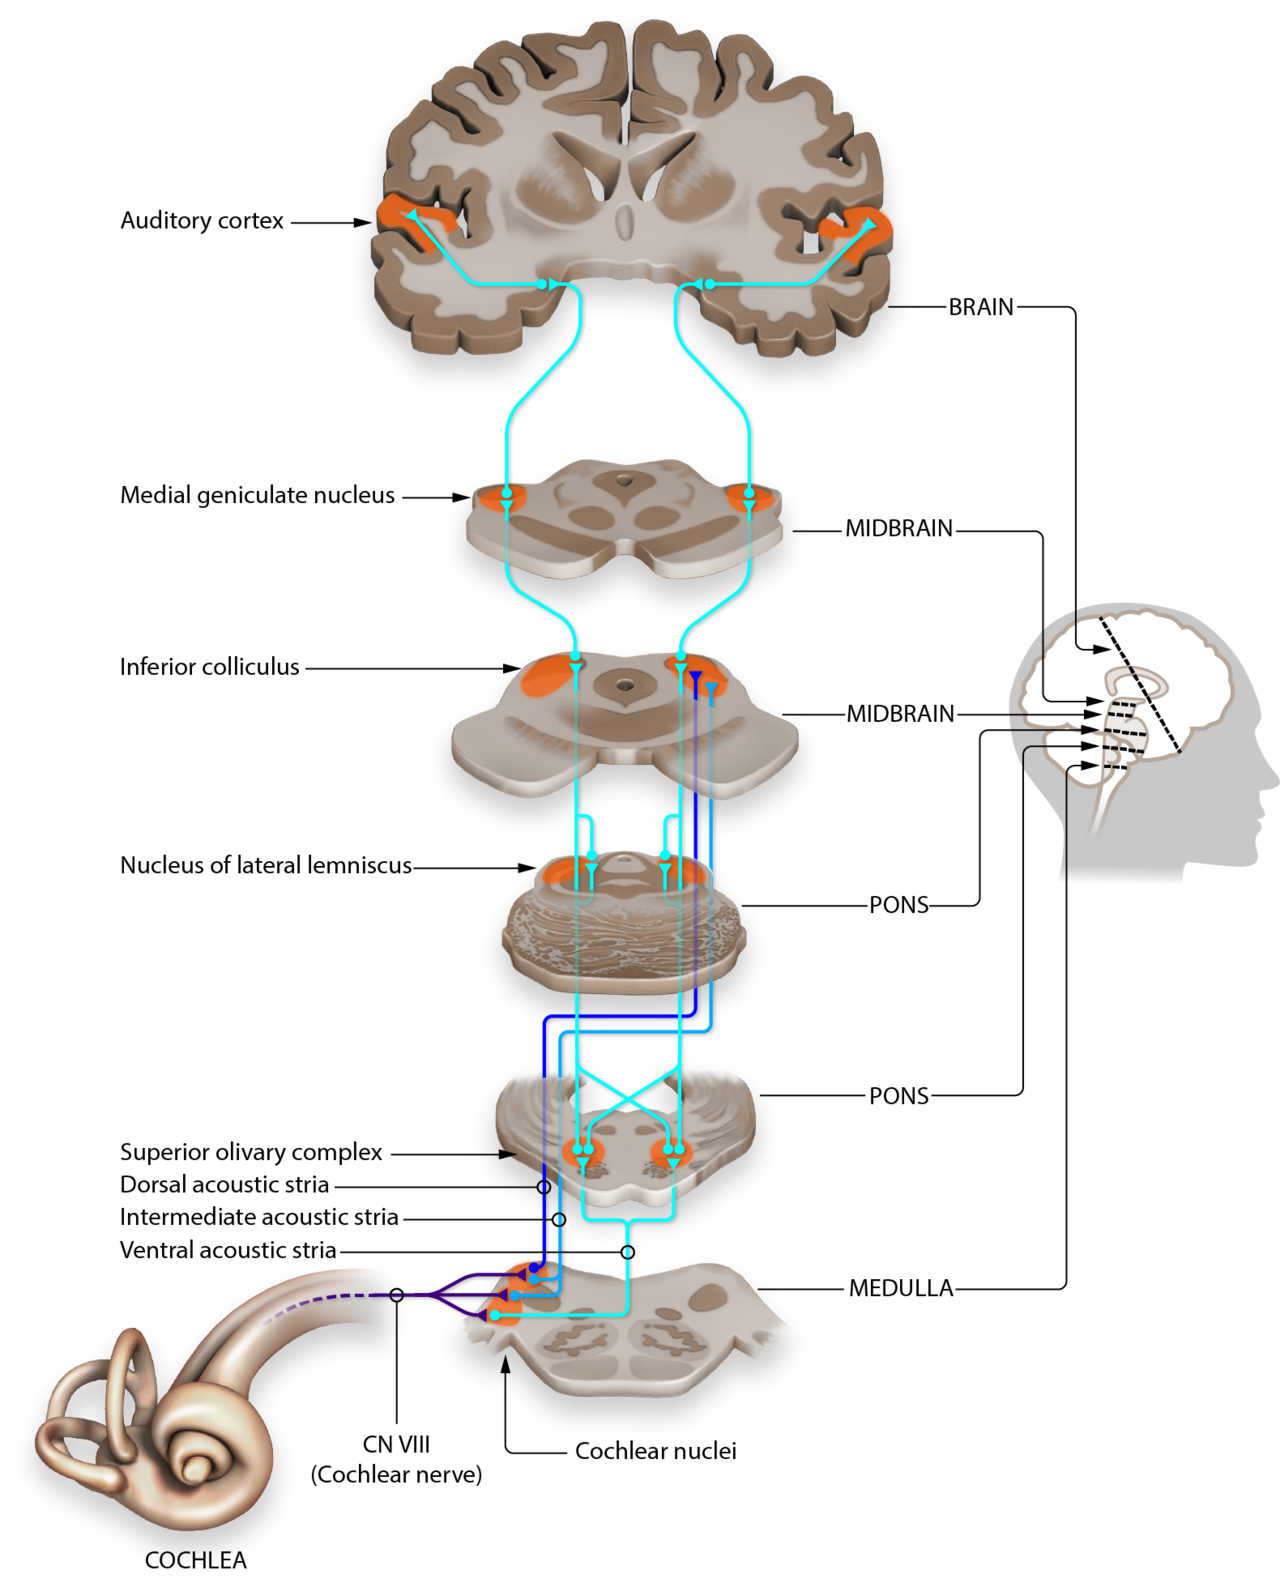 Auditory cortex
BRAIN
Medial geniculate nucleus
MIDBRAIN
Inferior colliculus
MIDBRAIN
Nucleus of lateral lemniscus
PONS
PONS
Superior olivary complex
Dorsal acoustic stria
Intermediate acoustic stria
Ventral acoustic stria
MEDULLA
CN VIII
(Cochlear nerve)
Cochlear nuclei
COCHLEA